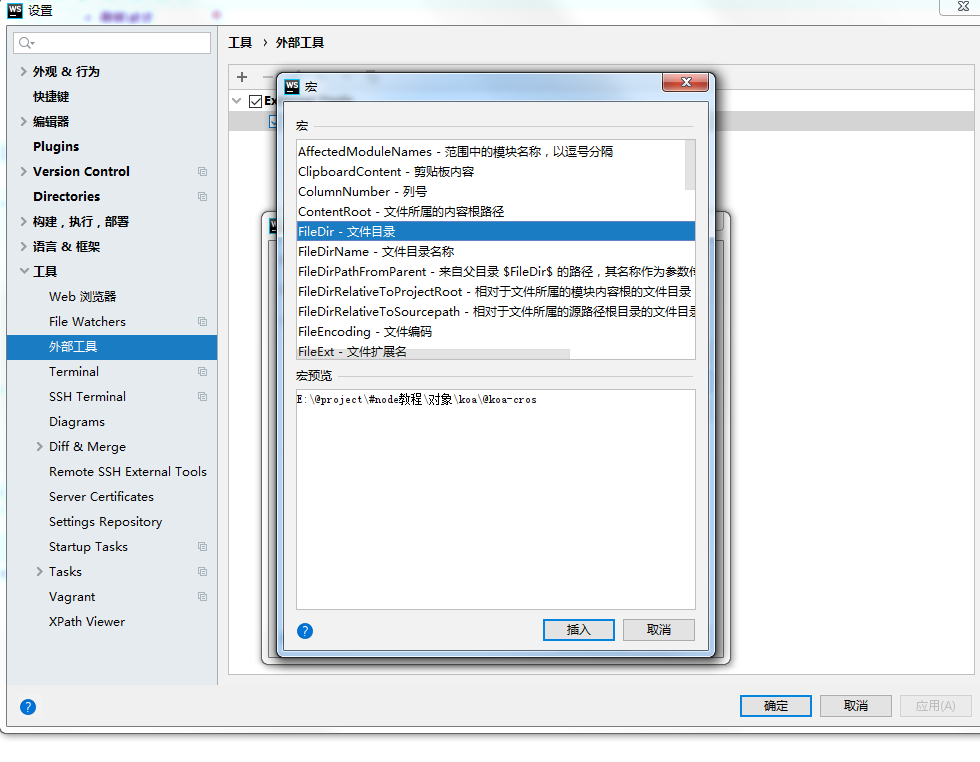 WS 设置
工具 › 外部工具
外观 & 行为
快捷键
编辑器
Plugins
Version Control
Directories
构建，执行，部署
语言 & 框架
工具
Web 浏览器
File Watchers
外部工具
Terminal
SSH Terminal
Diagrams
Diff & Merge
Remote SSH External Tools
Server Certificates
Settings Repository
Startup Tasks
Tasks
Vagrant
XPath Viewer
WS 宏
宏
AffectedModuleNames - 范围中的模块名称，以逗号分隔
ClipboardContent - 剪贴板内容
ColumnNumber - 列号
ContentRoot - 文件所属的内容根路径
FileDir - 文件目录
FileDirName - 文件目录名称
FileDirPathFromParent - 来自父目录 $FileDir$ 的路径，其名称作为参数
FileDirRelativeToProjectRoot - 相对于文件所属的模块内容根的文件目录
FileDirRelativeToSourcepath - 相对于文件所属的源路径根目录的文件目录
FileEncoding - 文件编码
FileExt - 文件扩展名
宏预览
E:\@project\#node教程\对象\koa\@koa-cros
? 插入 取消
? 确定 取消 应用(A)